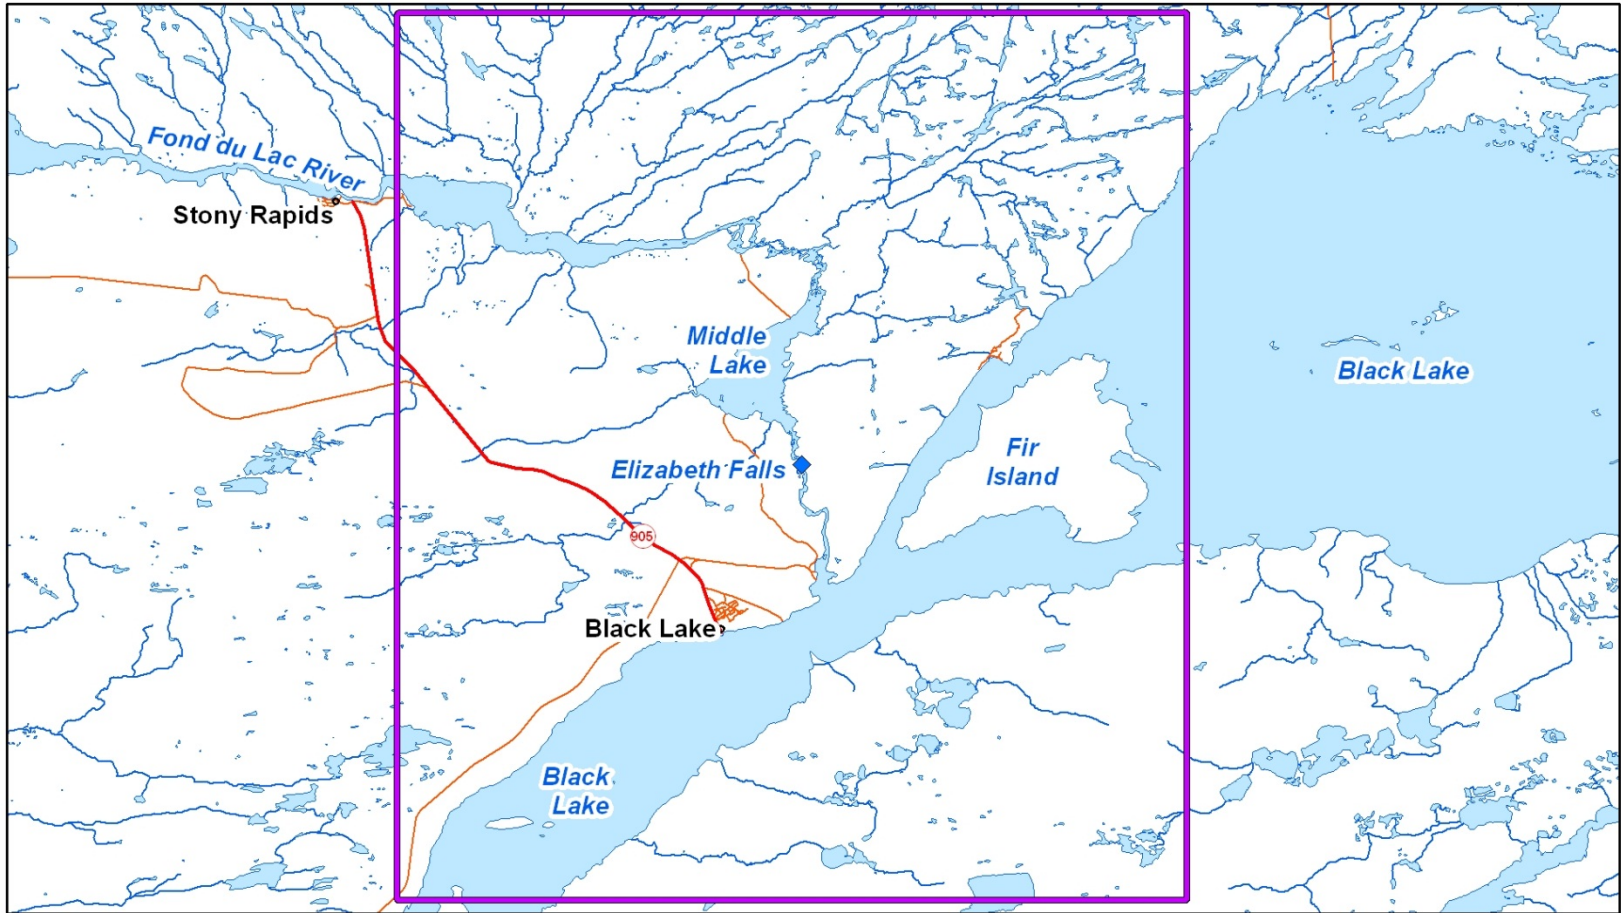 Fond du Lac River
Stony Rapids
Middle
Lake
Black Lake
Fir
Island
Elizabeth Falls
905
Black Lake
Black
Lake